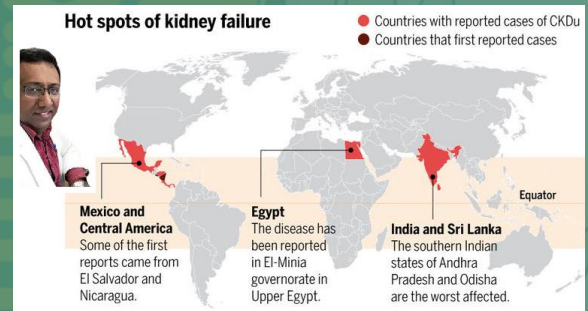 Hot spots of kidney failure
Countries with reported cases of CKDu
Countries that first reported cases
Equator
Mexico and
Central America
Some of the first
reports came from
El Salvador and
Nicaragua.
Egypt
The disease has
been reported
in El-Minia
governorate in
Upper Egypt.
India and Sri Lanka
The southern Indian
states of Andhra
Pradesh and Odisha
are the worst affected.